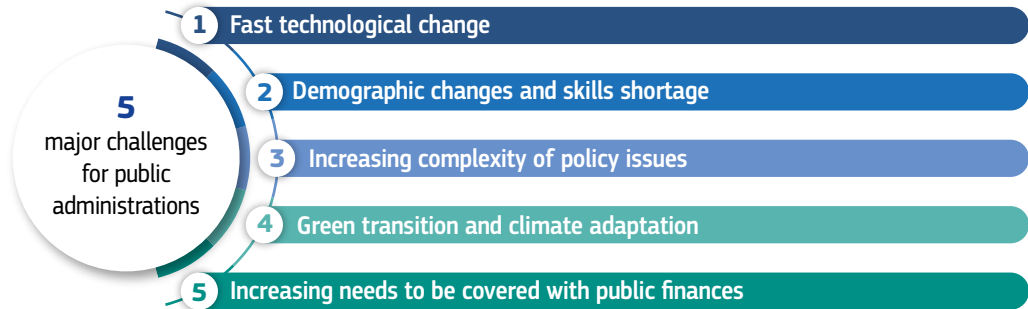 5
major challenges
for public
administrations
1 Fast technological change
2 Demographic changes and skills shortage
3 Increasing complexity of policy issues
4 Green transition and climate adaptation
5 Increasing needs to be covered with public finances